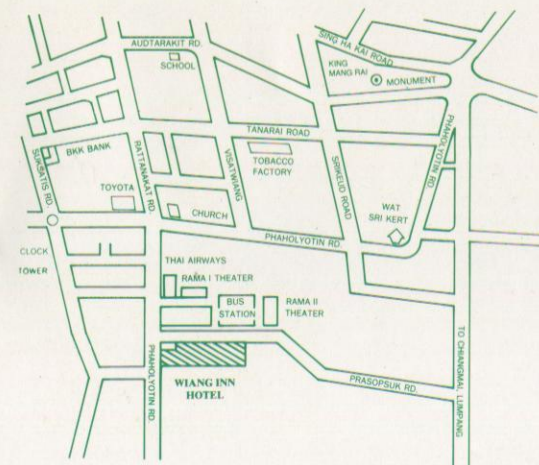 AUDTARAKIT RD.
SCHOOL
SING HA KAI ROAD
KING
MANG RAI
MONUMENT
PHAHOLYOTIN RD
TANARAI ROAD
SUKSATIS RD.
BKK BANK
RATTANAKAT RD.
VISATWIANG
TOBACCO
FACTORY
SRIKEUD ROAD
TOYOTA
CHURCH
WAT
SRI KERT
PHAHOLYOTIN RD.
CLOCK
TOWER
THAI AIRWAYS
RAMA I THEATER
BUS
STATION
RAMA II
THEATER
PHAHOLYOTIN RD.
WIANG INN
HOTEL
PRASOPSUK RD.
TO CHIANGMAI, LUMPANG